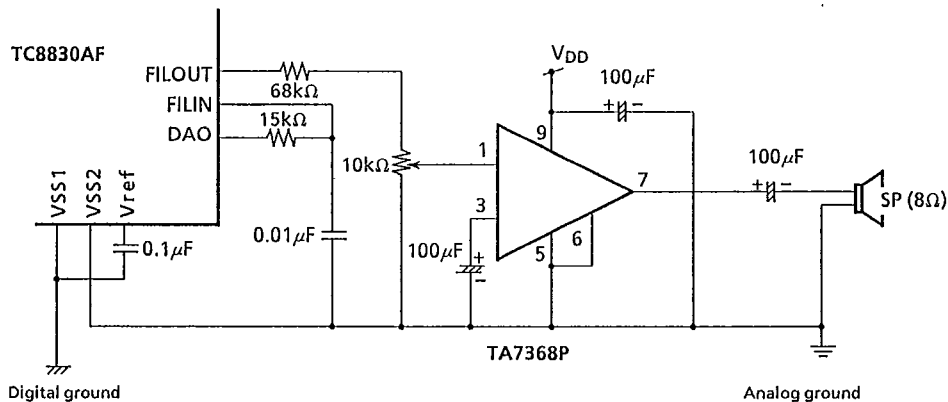 TC8830AF
FILOUT
68kΩ
FILIN
15kΩ
DAO
VSS1
VSS2
Vref
0.1μF
0.01μF
10kΩ
VDD
100μF
+ -
1
9
3
7
5
6
100μF
+
-
100μF
+ -
SP (8Ω)
TA7368P
Digital ground
Analog ground